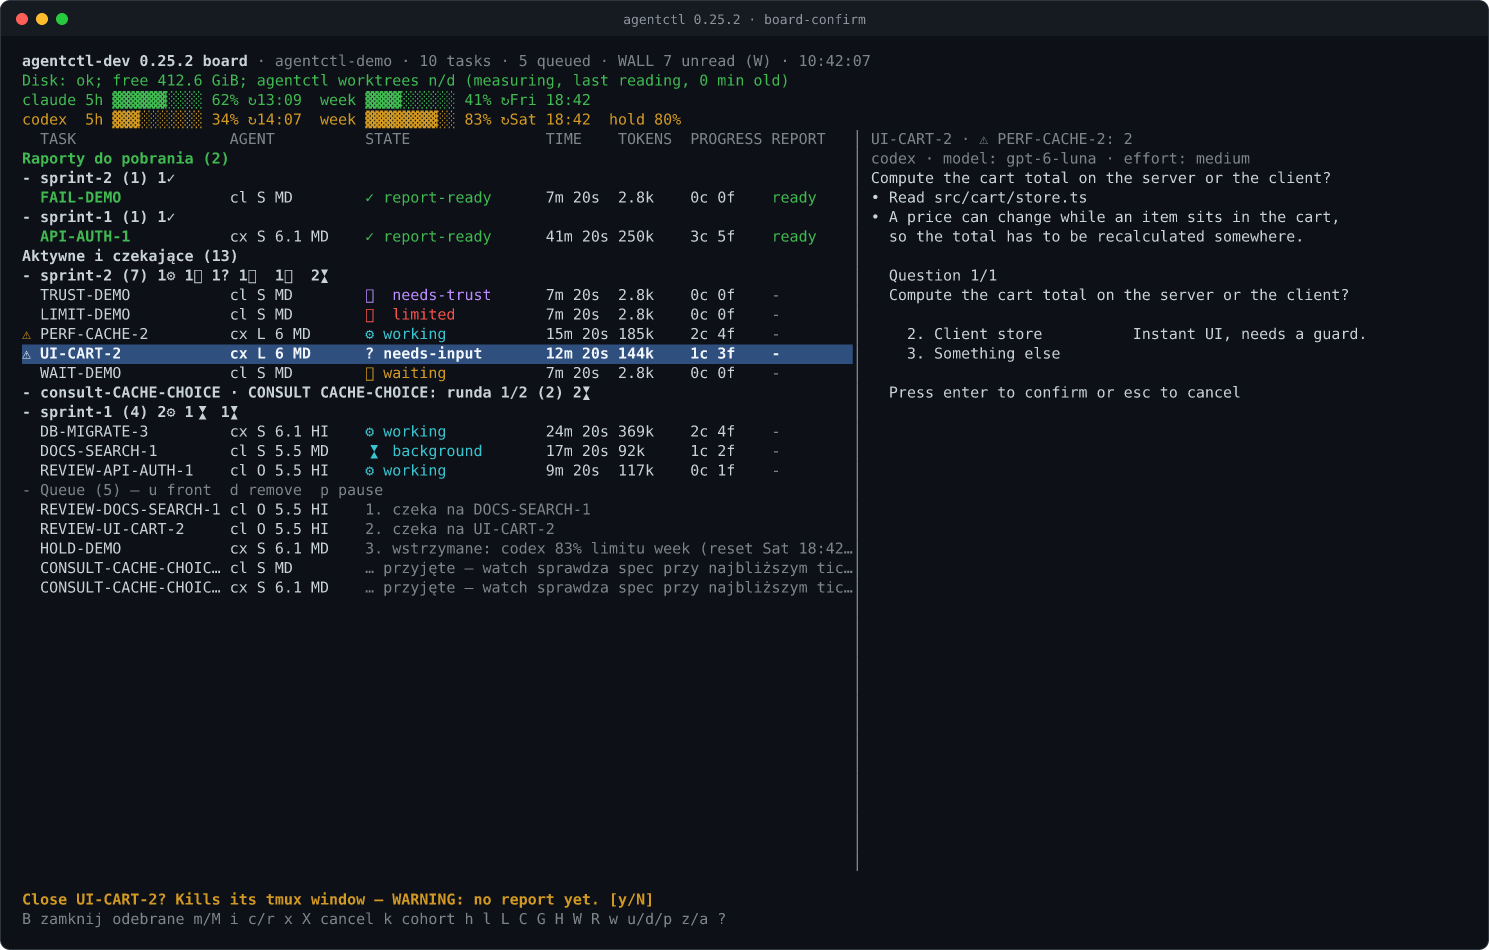 agentctl 0.25.2 · board-confirm
agentctl-dev 0.25.2 board · agentctl-demo · 10 tasks · 5 queued · WALL 7 unread (W) · 10:42:07
Disk: ok; free 412.6 GiB; agentctl worktrees n/d (measuring, last reading, 0 min old)
claude 5h ▓▓▓▓▓▓░░░░ 62% ↻13:09 week ▓▓▓▓░░░░░░ 41% ↻Fri 18:42
codex 5h ▓▓▓░░░░░░░ 34% ↻14:07 week ▓▓▓▓▓▓▓▓░░ 83% ↻Sat 18:42 hold 80%
TASK AGENT STATE TIME TOKENS PROGRESS REPORT
Raporty do pobrania (2)
- sprint-2 (1) 1✓
FAIL-DEMO cl S MD ✓ report-ready 7m 20s 2.8k 0c 0f ready
- sprint-1 (1) 1✓
API-AUTH-1 cx S 6.1 MD ✓ report-ready 41m 20s 250k 3c 5f ready
Aktywne i czekające (13)
- sprint-2 (7) 1⚙ 1 1? 1 1 2⧗
TRUST-DEMO cl S MD needs-trust 7m 20s 2.8k 0c 0f -
LIMIT-DEMO cl S MD limited 7m 20s 2.8k 0c 0f -
⚠ PERF-CACHE-2 cx L 6 MD ⚙ working 15m 20s 185k 2c 4f -
⚠ UI-CART-2 cx L 6 MD ? needs-input 12m 20s 144k 1c 3f -
WAIT-DEMO cl S MD waiting 7m 20s 2.8k 0c 0f -
- consult-CACHE-CHOICE · CONSULT CACHE-CHOICE: runda 1/2 (2) 2⧗
- sprint-1 (4) 2⚙ 1⧗ 1⧗
DB-MIGRATE-3 cx S 6.1 HI ⚙ working 24m 20s 369k 2c 4f -
DOCS-SEARCH-1 cl S 5.5 MD ⧗ background 17m 20s 92k 1c 2f -
REVIEW-API-AUTH-1 cl O 5.5 HI ⚙ working 9m 20s 117k 0c 1f -
- Queue (5) — u front d remove p pause
REVIEW-DOCS-SEARCH-1 cl O 5.5 HI 1. czeka na DOCS-SEARCH-1
REVIEW-UI-CART-2 cl O 5.5 HI 2. czeka na UI-CART-2
HOLD-DEMO cx S 6.1 MD 3. wstrzymane: codex 83% limitu week (reset Sat 18:42…
CONSULT-CACHE-CHOIC… cl S MD … przyjęte — watch sprawdza spec przy najbliższym tic…
CONSULT-CACHE-CHOIC… cx S 6.1 MD … przyjęte — watch sprawdza spec przy najbliższym tic…
UI-CART-2 · ⚠ PERF-CACHE-2: 2
codex · model: gpt-6-luna · effort: medium
Compute the cart total on the server or the client?
• Read src/cart/store.ts
• A price can change while an item sits in the cart,
so the total has to be recalculated somewhere.
Question 1/1
Compute the cart total on the server or the client?
2. Client store Instant UI, needs a guard.
3. Something else
Press enter to confirm or esc to cancel
Close UI-CART-2? Kills its tmux window — WARNING: no report yet. [y/N]
B zamknij odebrane m/M i c/r x X cancel k cohort h l L C G H W R w u/d/p z/a ?